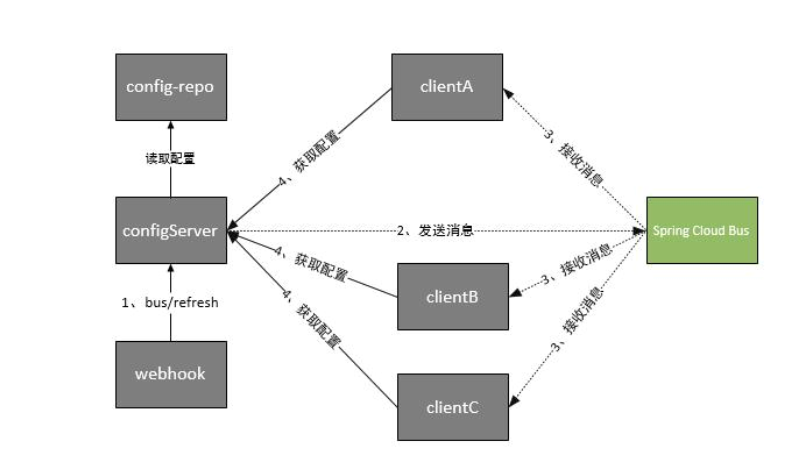 config-repo
clientA
读取配置
4、获取配置
3、接收消息
configServer
2、发送消息
Spring Cloud Bus
4、获取配置
3、接收消息
1、bus/refresh
clientB
4、获取配置
3、接收消息
webhook
clientC